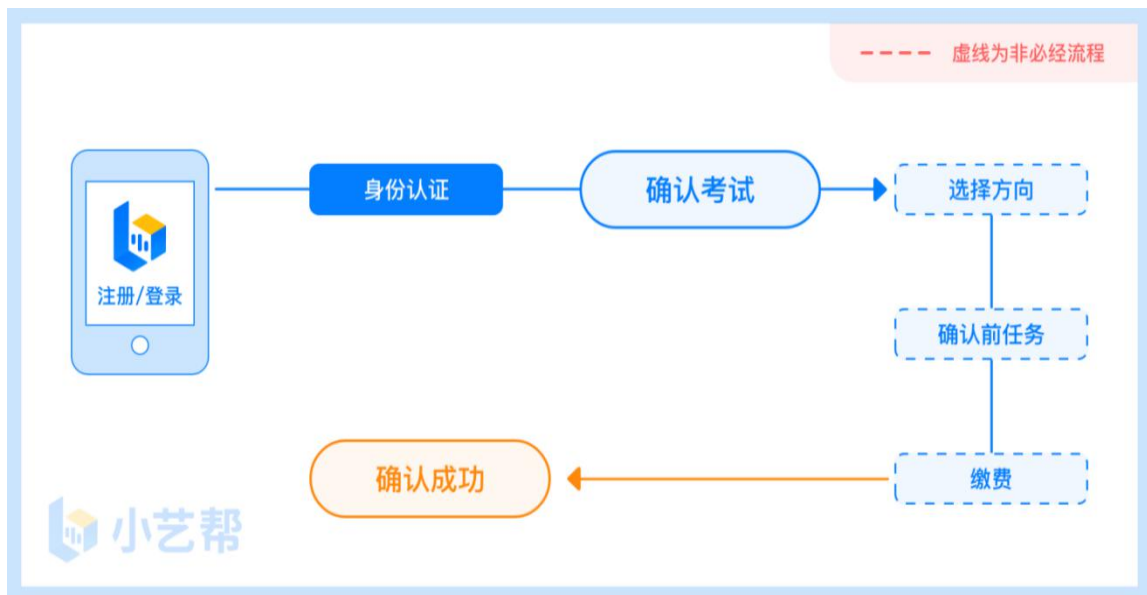 虚线为非必经流程
注册/登录
身份认证
确认考试
选择方向
确认前任务
缴费
确认成功
小艺帮